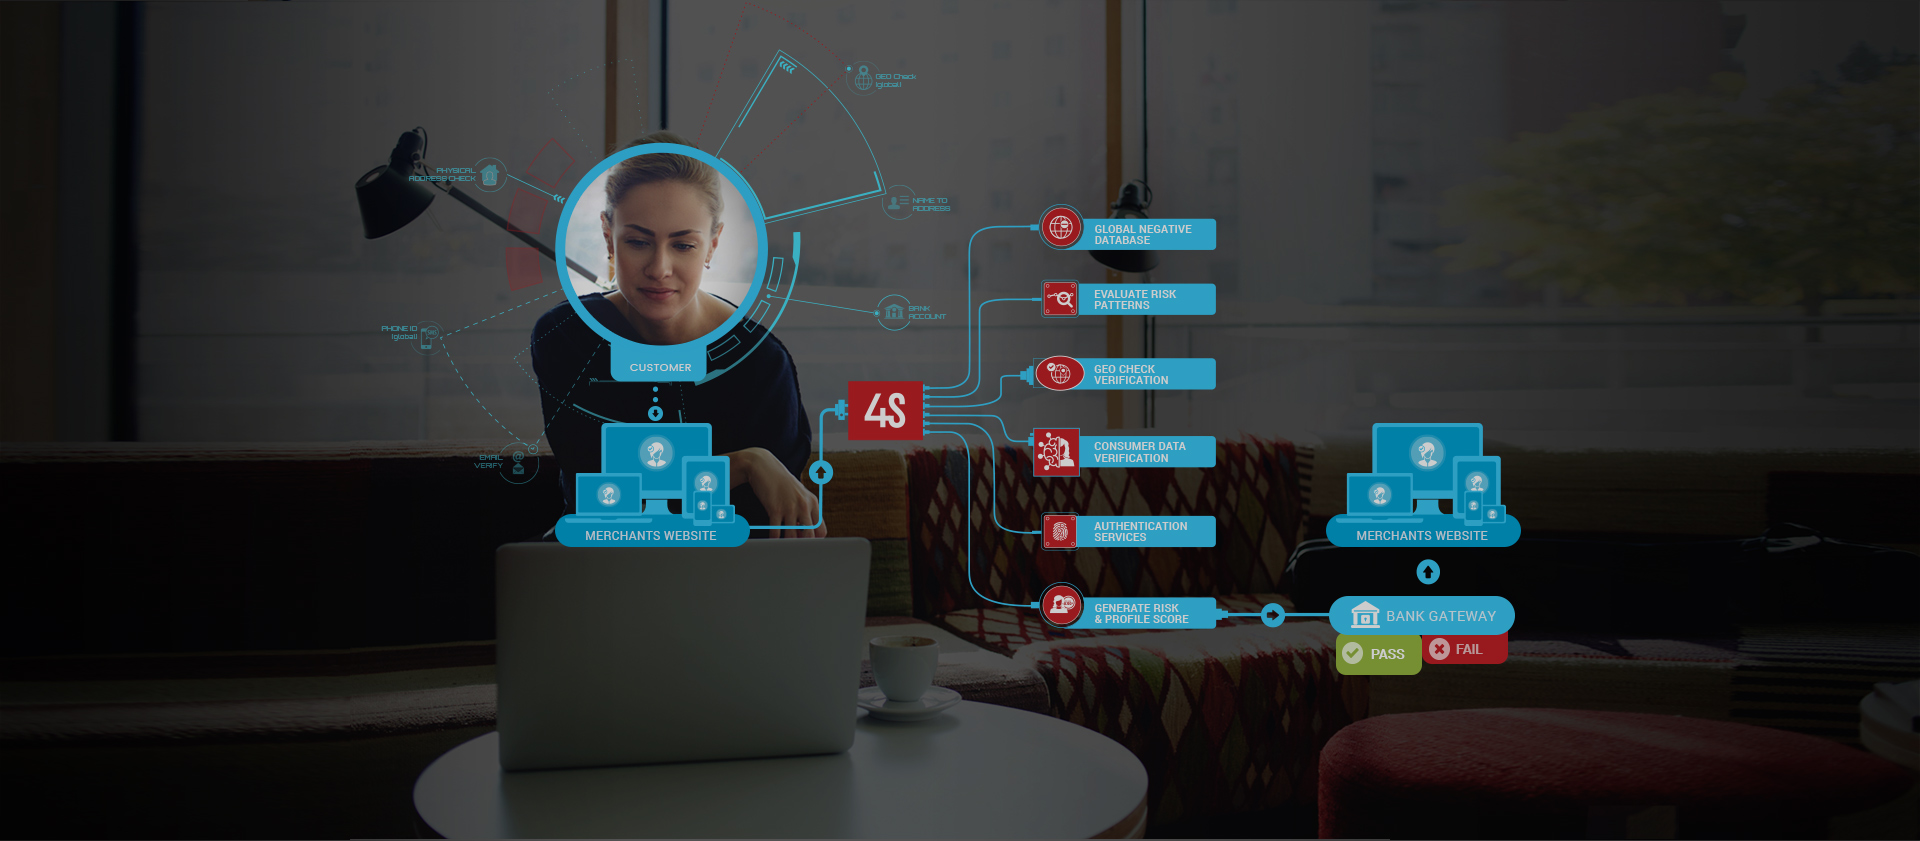 GEO Check
(global)
PHYSICAL
ADDRESS CHECK
NAME TO
ADDRESS
GLOBAL NEGATIVE
DATABASE
EVALUATE RISK
PATTERNS
BANK
ACCOUNT
PHONE ID
(global)
CUSTOMER
GEO CHECK
VERIFICATION
4S
CONSUMER DATA
VERIFICATION
EMAIL
VERIFY
MERCHANTS WEBSITE
AUTHENTICATION
SERVICES
MERCHANTS WEBSITE
GENERATE RISK
& PROFILE SCORE
BANK GATEWAY
PASS
FAIL